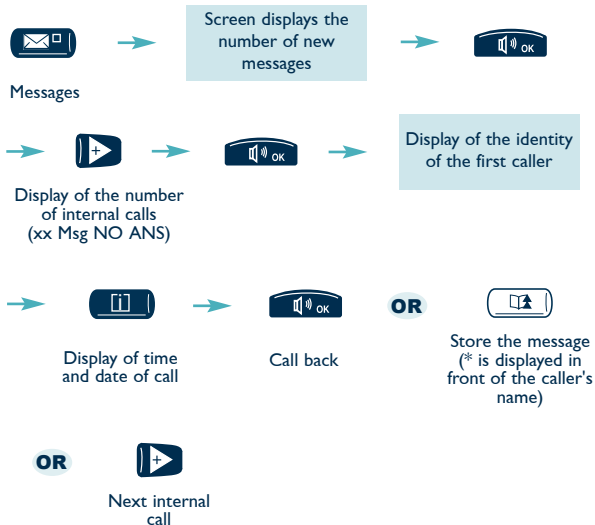 Screen displays the
number of new
messages
OK
Messages
+
OK
Display of the identity
of the first caller
Display of the number
of internal calls
(xx Msg NO ANS)
i
OK
OR
Display of time
and date of call
Call back
Store the message
(* is displayed in
front of the caller's
name)
OR
+
Next internal
call